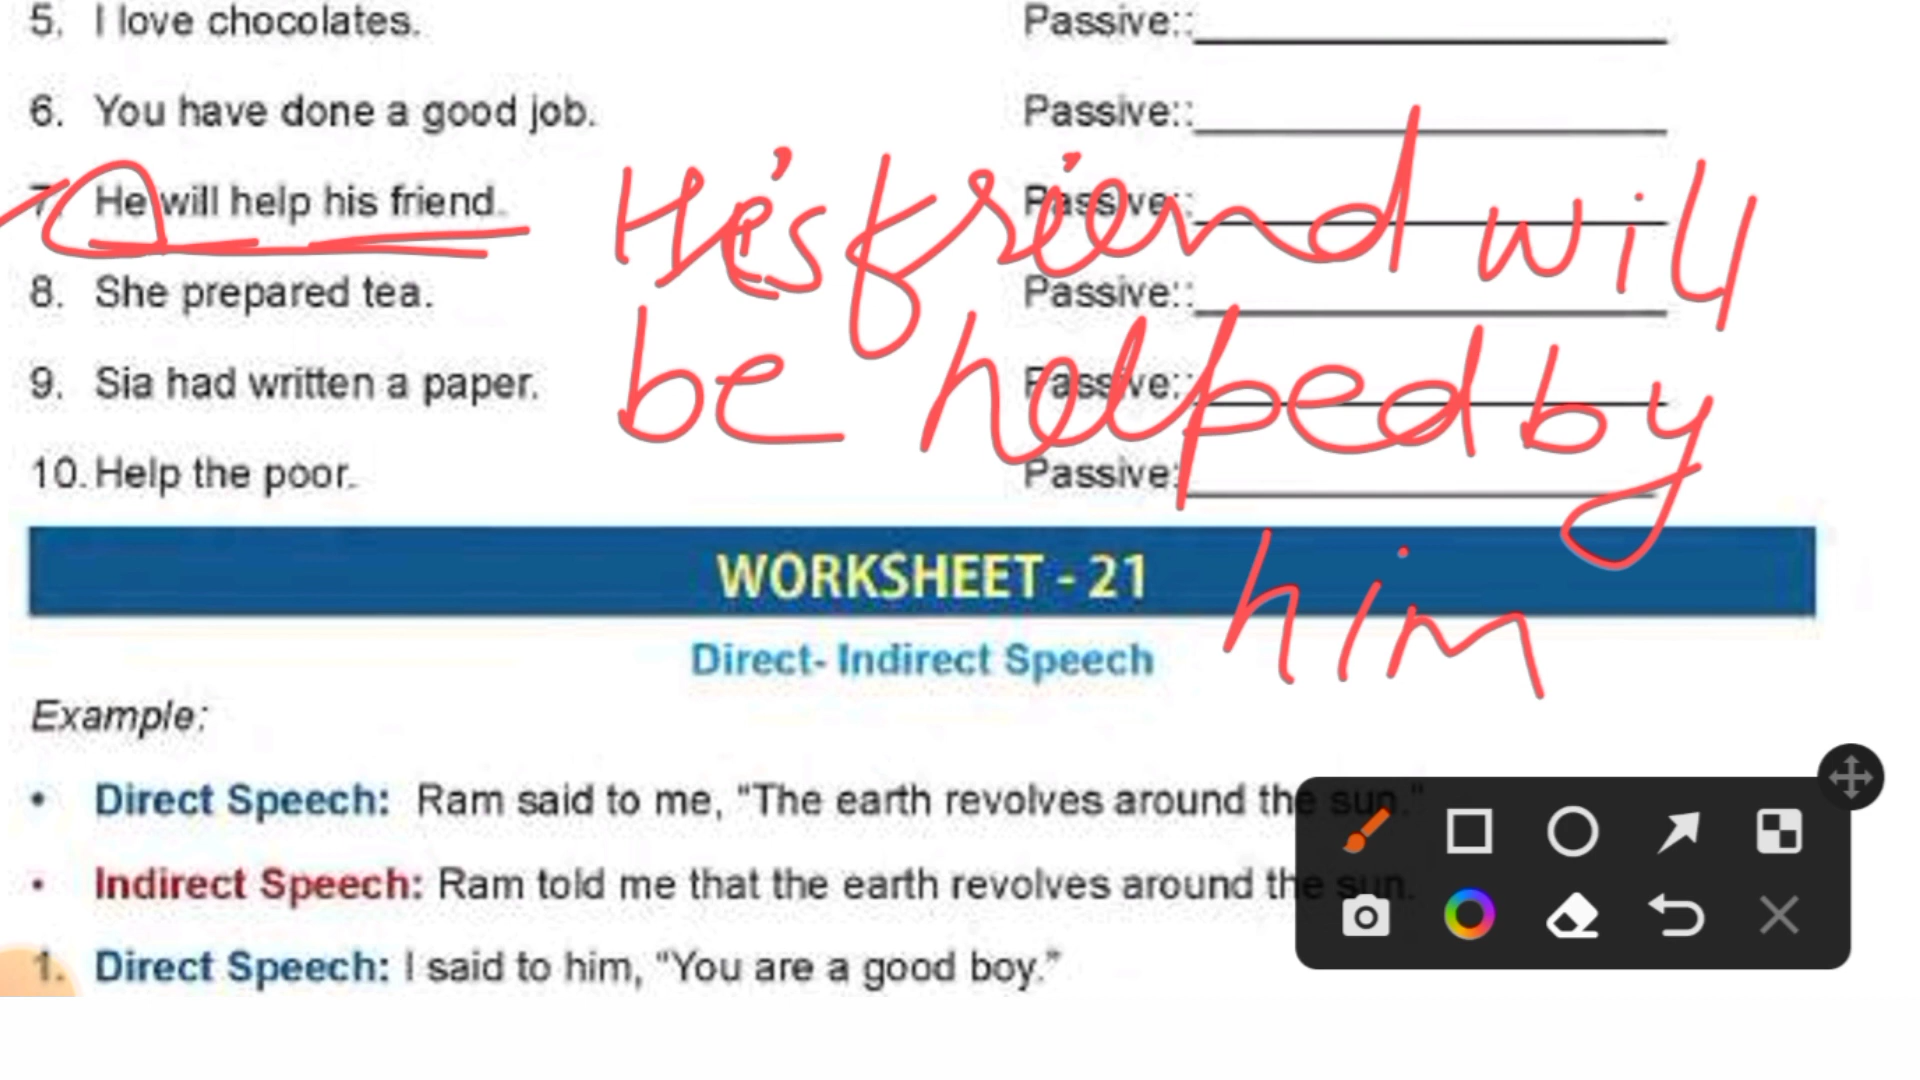 5. I love chocolates. Passive::
6. You have done a good job. Passive::
7. He will help his friend. Passive::
He's friend will
8. She prepared tea. Passive::
be helped by
9. Sia had written a paper. Passive::
10. Help the poor. Passive:
him
WORKSHEET - 21
Direct- Indirect Speech
Example:
• Direct Speech: Ram said to me, "The earth revolves around the sun."
• Indirect Speech: Ram told me that the earth revolves around the sun.
1. Direct Speech: I said to him, "You are a good boy."